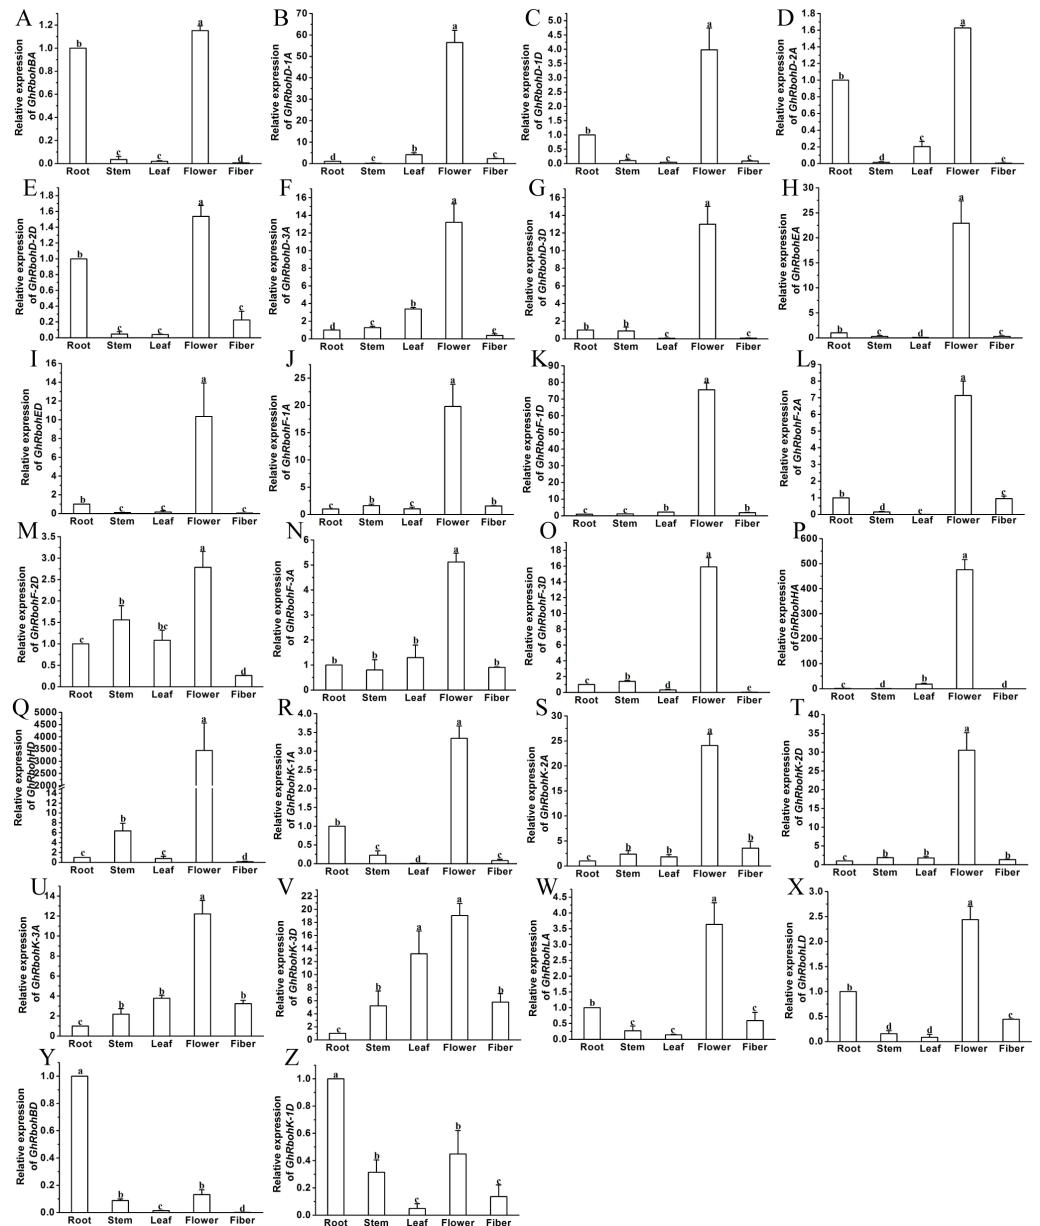 A
Relative expression
of GhRbohBA
1.2
1.0
0.8
0.6
0.4
0.2
0.0
b c c a d
Root Stem Leaf Flower Fiber
B
Relative expression
of GhRbohD-1A
70
60
50
40
30
20
10
0
d e b a c
Root Stem Leaf Flower Fiber
C
Relative expression
of GhRbohD-1D
5.0
4.5
4.0
3.5
3.0
2.5
2.0
1.5
1.0
0.5
0.0
b c c a c
Root Stem Leaf Flower Fiber
D
Relative expression
of GhRbohD-2A
1.8
1.6
1.4
1.2
1.0
0.8
0.6
0.4
0.2
0.0
b d c a e
Root Stem Leaf Flower Fiber
E
Relative expression
of GhRbohD-2D
1.8
1.6
1.4
1.2
1.0
0.8
0.6
0.4
0.2
0.0
b c c a c
Root Stem Leaf Flower Fiber
F
Relative expression
of GhRbohD-3A
16
14
12
10
8
6
4
2
0
d c b a e
Root Stem Leaf Flower Fiber
G
Relative expression
of GhRbohD-3D
16
14
12
10
8
6
4
2
0
b b c a c
Root Stem Leaf Flower Fiber
H
Relative expression
of GhRbohEA
30
25
20
15
10
5
0
b c d a c
Root Stem Leaf Flower Fiber
I
Relative expression
of GhRbohED
16
14
12
10
8
6
4
2
0
b c c a c
Root Stem Leaf Flower Fiber
J
Relative expression
of GhRbohF-1A
25
20
15
10
5
0
c b c a b
Root Stem Leaf Flower Fiber
K
Relative expression
of GhRbohF-1D
90
80
70
60
50
40
30
20
10
0
c c b a b
Root Stem Leaf Flower Fiber
L
Relative expression
of GhRbohF-2A
9
8
7
6
5
4
3
2
1
0
b d e a c
Root Stem Leaf Flower Fiber
M
Relative expression
of GhRbohF-2D
3.5
3.0
2.5
2.0
1.5
1.0
0.5
0.0
c b bc a d
Root Stem Leaf Flower Fiber
N
Relative expression
of GhRbohF-3A
6
5
4
3
2
1
0
b b b a b
Root Stem Leaf Flower Fiber
O
Relative expression
of GhRbohF-3D
18
16
14
12
10
8
6
4
2
0
c b d a e
Root Stem Leaf Flower Fiber
P
Relative expression
of GhRbohHA
600
500
400
300
200
100
0
c d b a d
Root Stem Leaf Flower Fiber
Q
Relative expression
of GhRbohHD
5000
4500
4000
3500
3000
2500
2000
14
12
10
8
6
4
2
0
c b c a d
Root Stem Leaf Flower Fiber
R
Relative expression
of GhRbohK-1A
4.0
3.5
3.0
2.5
2.0
1.5
1.0
0.5
0.0
b c d a c
Root Stem Leaf Flower Fiber
S
Relative expression
of GhRbohK-2A
30
25
20
15
10
5
0
c b b a b
Root Stem Leaf Flower Fiber
T
Relative expression
of GhRbohK-2D
40
35
30
25
20
15
10
5
0
c b b a b
Root Stem Leaf Flower Fiber
U
Relative expression
of GhRbohK-3A
14
12
10
8
6
4
2
0
c b b a b
Root Stem Leaf Flower Fiber
V
Relative expression
of GhRbohK-3D
22
20
18
16
14
12
10
8
6
4
2
0
c b a a b
Root Stem Leaf Flower Fiber
W
Relative expression
of GhRbohLA
4.5
4.0
3.5
3.0
2.5
2.0
1.5
1.0
0.5
0.0
b c c a c
Root Stem Leaf Flower Fiber
X
Relative expression
of GhRbohLD
3.0
2.5
2.0
1.5
1.0
0.5
0.0
b d d a c
Root Stem Leaf Flower Fiber
Y
Relative expression
of GhRbohBD
1.0
0.8
0.6
0.4
0.2
0.0
a b c b c
Root Stem Leaf Flower Fiber
Z
Relative expression
of GhRbohK-1D
1.0
0.8
0.6
0.4
0.2
0.0
a b c b c
Root Stem Leaf Flower Fiber